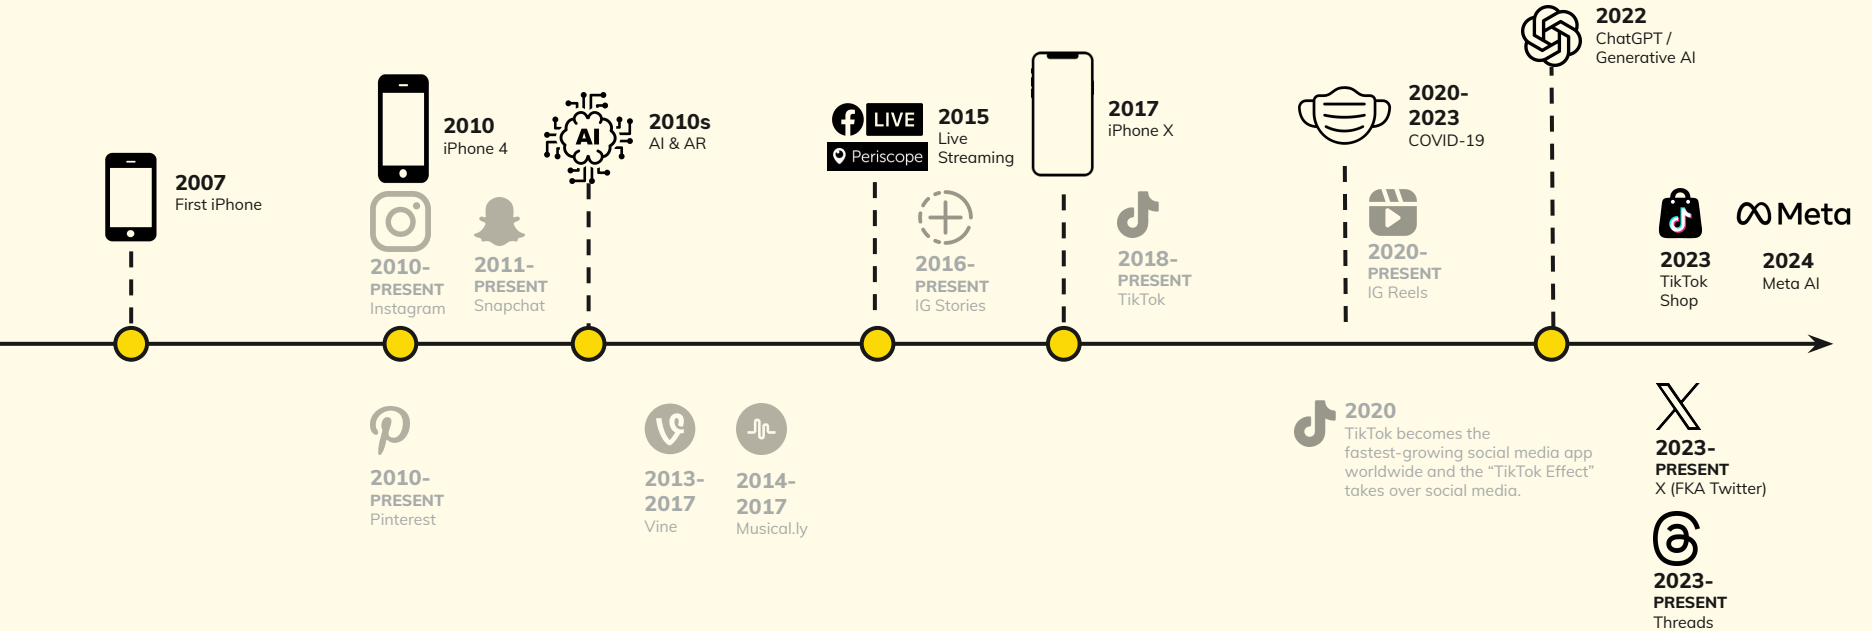 2007
First iPhone
2010
iPhone 4
2010-
PRESENT
Instagram
2011-
PRESENT
Snapchat
AI
2010s
AI & AR
LIVE
Periscope
2015
Live
Streaming
2016-
PRESENT
IG Stories
2017
iPhone X
2018-
PRESENT
TikTok
2020-
2023
COVID-19
2020-
PRESENT
IG Reels
2022
ChatGPT /
Generative AI
2023
TikTok
Shop
Meta
2024
Meta AI
2010-
PRESENT
Pinterest
2013-
2017
Vine
2014-
2017
Musical.ly
2020
TikTok becomes the
fastest-growing social media app
worldwide and the “TikTok Effect”
takes over social media.
2023-
PRESENT
X (FKA Twitter)
2023-
PRESENT
Threads